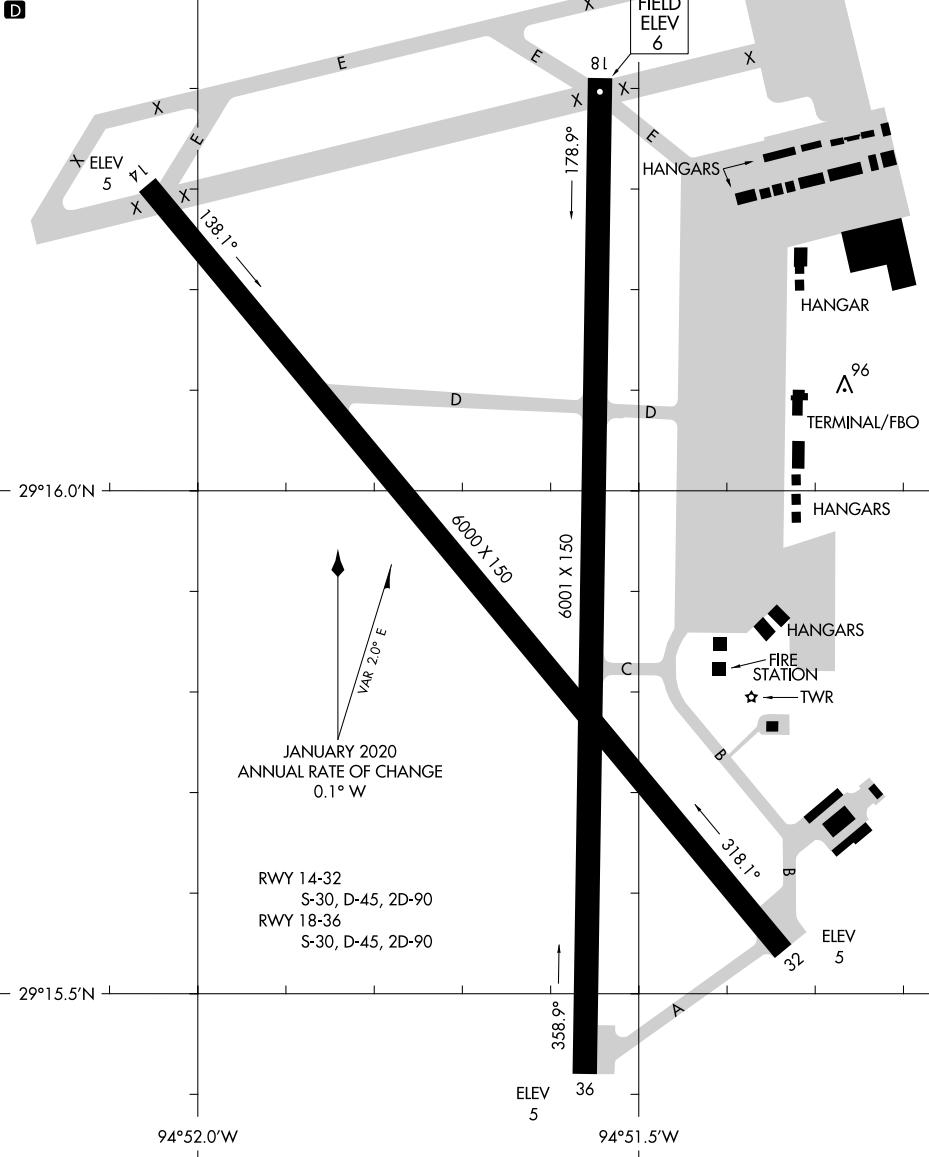 D
FIELD
ELEV
6
X
E
E
X
18
X
X
X
E
E
X
ELEV
5
14
X
X
178.9°
HANGARS
138.1°
HANGAR
96
D
D
TERMINAL/FBO
29°16.0'N
HANGARS
6000 X 150
6001 X 150
VAR 2.0° E
HANGARS
C
FIRE
STATION
TWR
JANUARY 2020
ANNUAL RATE OF CHANGE
0.1° W
B
318.1°
B
RWY 14-32
S-30, D-45, 2D-90
RWY 18-36
S-30, D-45, 2D-90
32
ELEV
5
29°15.5'N
A
358.9°
36
ELEV
5
94°52.0'W
94°51.5'W